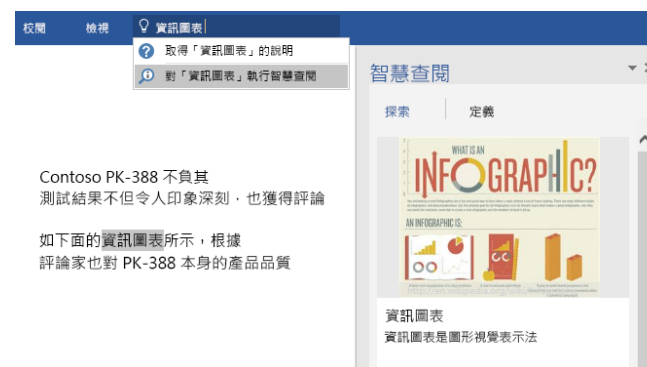 校閱 檢視 資訊圖表
取得「資訊圖表」的說明
對「資訊圖表」執行智慧查閱
Contoso PK-388 不負其
測試結果不但令人印象深刻，也獲得評論
如下面的資訊圖表所示，根據
評論家也對 PK-388 本身的產品品質
智慧查閱
探索 定義
WHAT IS AN
INFOGRAPHIC?
AN INFOGRAPHIC IS:
資訊圖表
資訊圖表是圖形視覺表示法